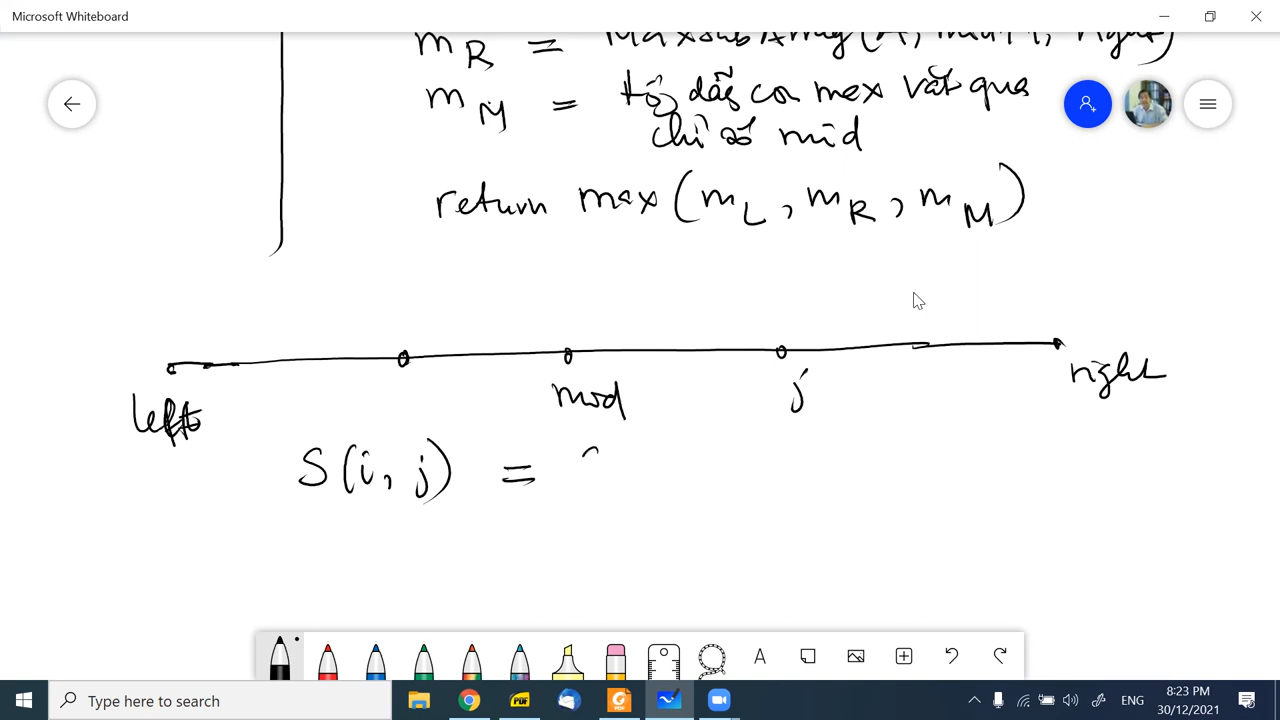 Microsoft Whiteboard
m_R = MaxSubArray(A, mid+1, right)
m_M = tổng dãy con max vắt qua
chỉ số mid
return max(m_L, m_R, m_M)
left
mid
j
right
S(i, j) =
A
Type here to search
PDF
ENG
8:23 PM
30/12/2021